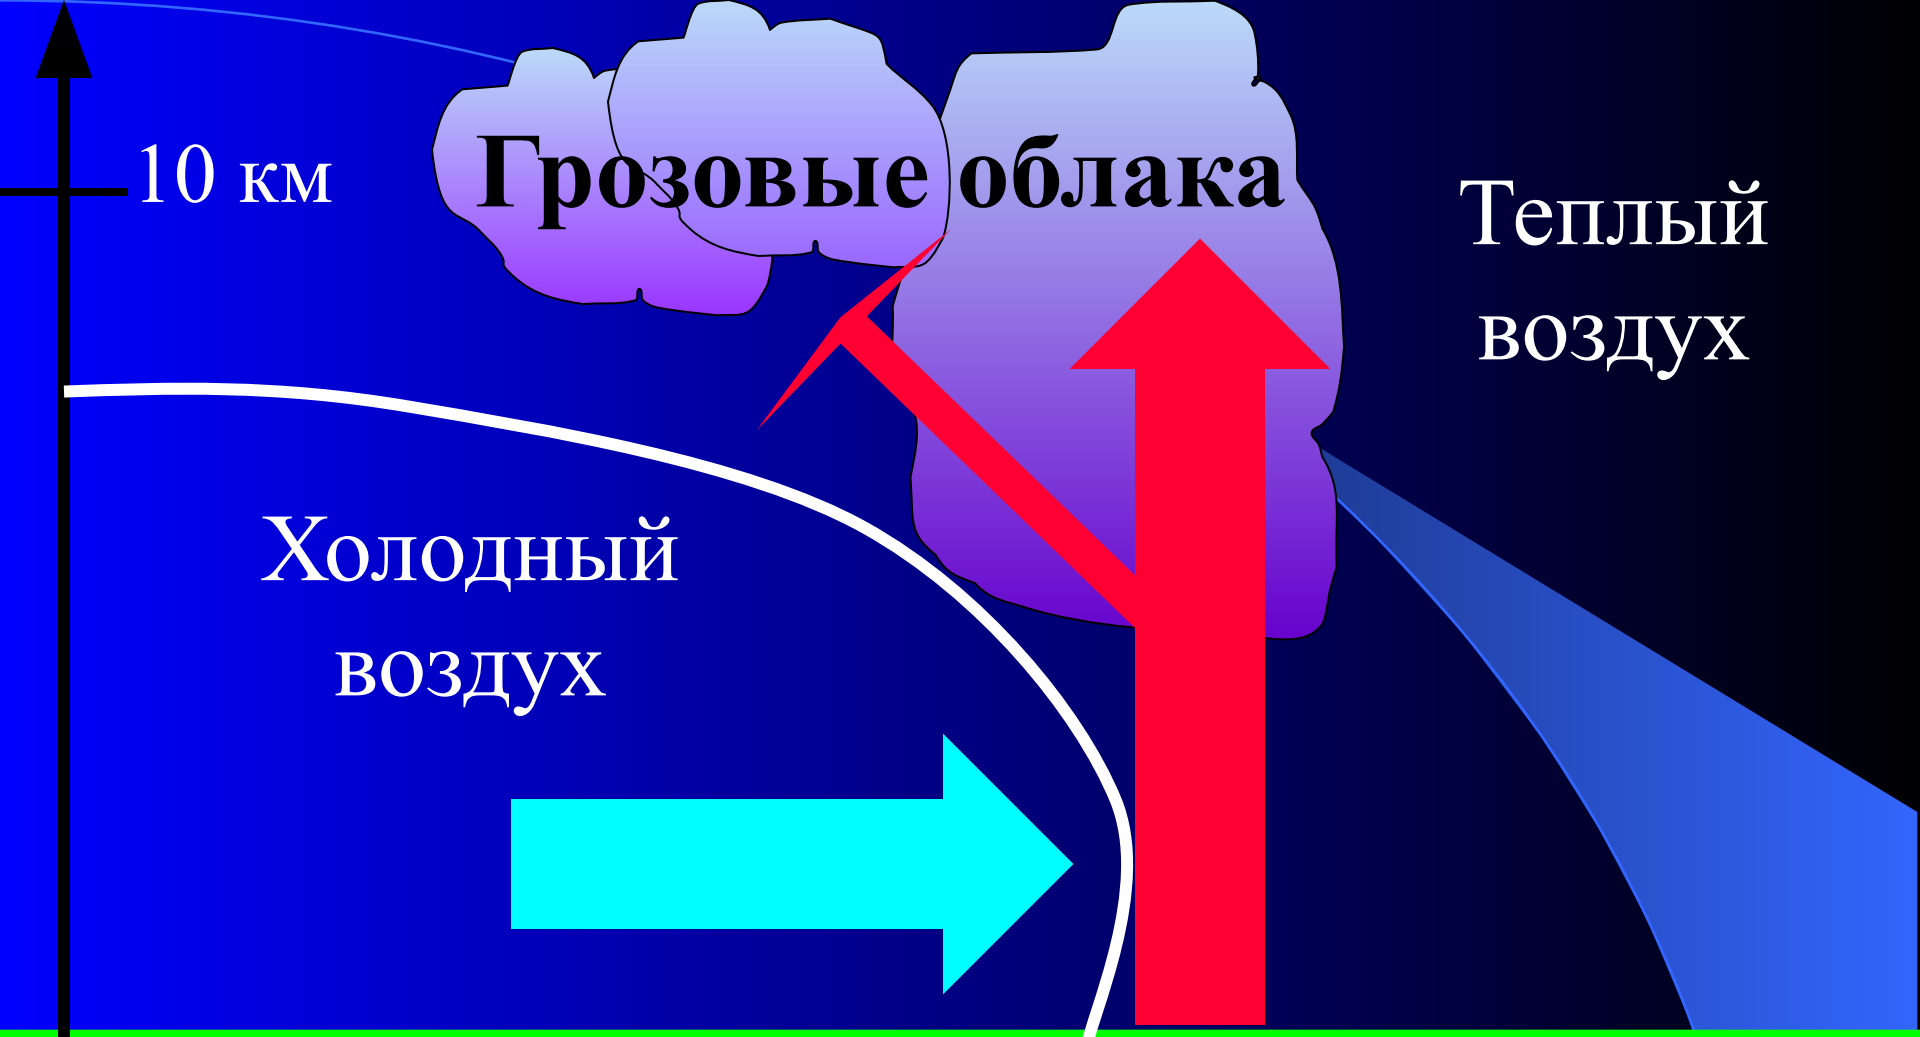 10 км
Грозовые облака
Теплый
воздух
Холодный
воздух